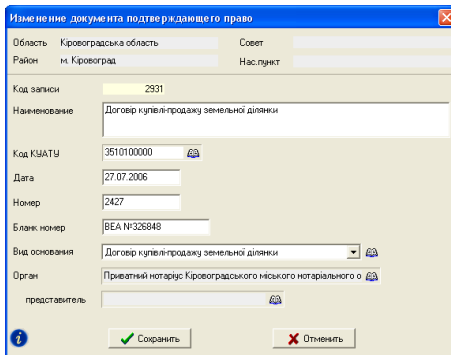 Изменение документа подтверждающего право
Область Кіровоградська область Совет
Район м. Кіровоград Нас.пункт
Код записи 2931
Наименование Договір купівлі-продажу земельної ділянки
Код КУАТУ 3510100000
Дата 27.07.2006
Номер 2427
Бланк номер ВЕА №326848
Вид основания Договір купівлі-продажу земельної ділянки
Орган Приватний нотаріус Кіровоградського міського нотаріального о
представитель
Сохранить Отменить